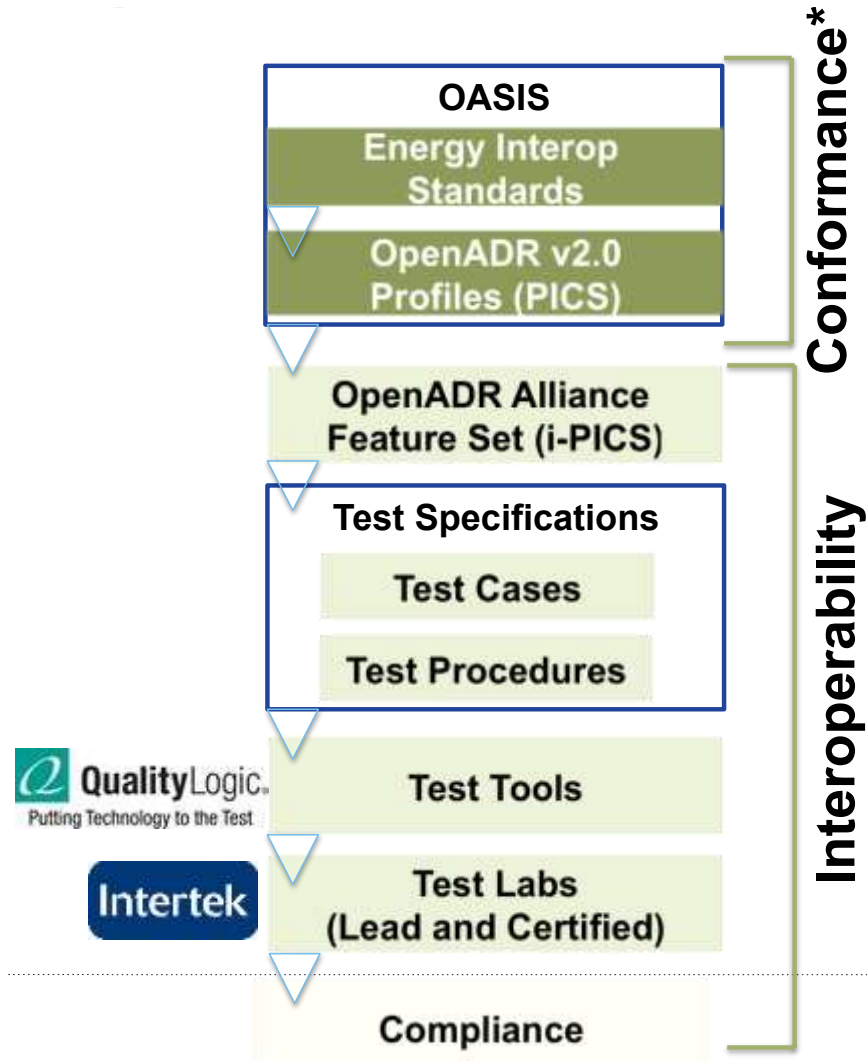 OASIS
Energy Interop
Standards
OpenADR v2.0
Profiles (PICS)
Conformance*
OpenADR Alliance
Feature Set (i-PICS)
Test Specifications
Test Cases
Test Procedures
QualityLogic®
Putting Technology to the Test
Test Tools
Intertek
Test Labs
(Lead and Certified)
Compliance
Interoperability